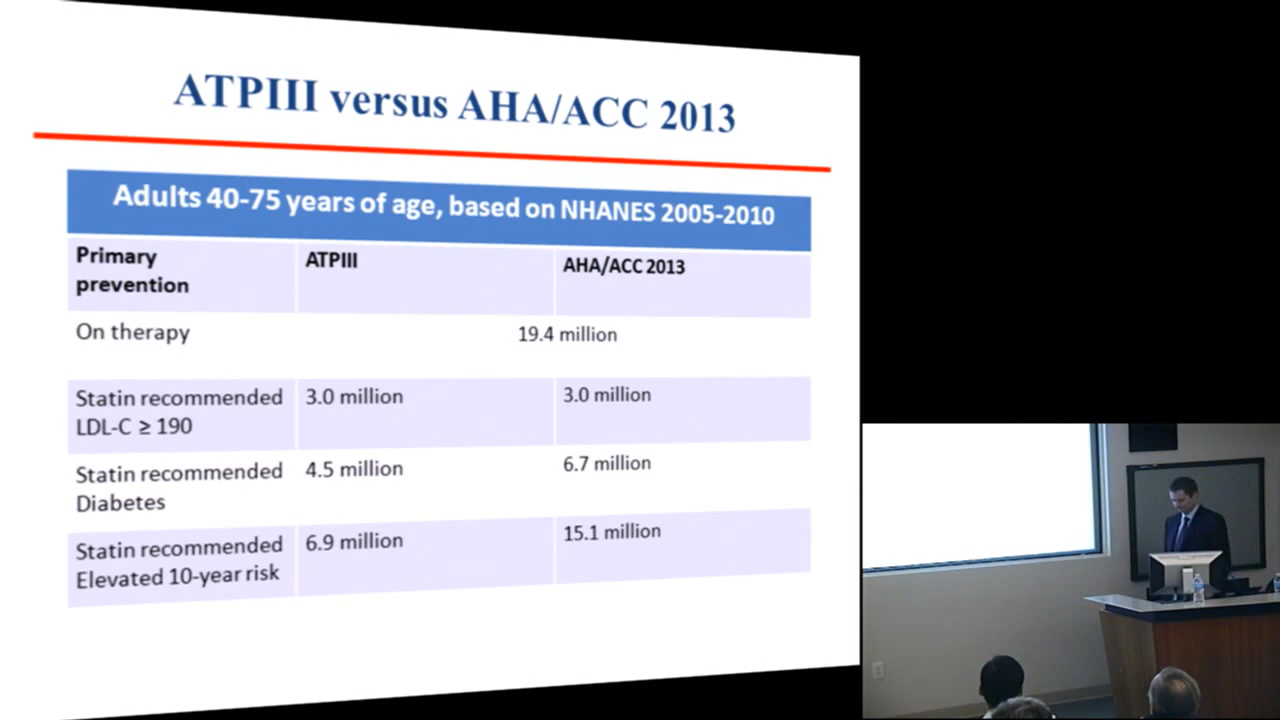 ATPIII versus AHA/ACC 2013
Adults 40-75 years of age, based on NHANES 2005-2010
Primary prevention
ATPIII
AHA/ACC 2013
On therapy
19.4 million
Statin recommended
LDL-C ≥ 190
3.0 million
3.0 million
Statin recommended
Diabetes
4.5 million
6.7 million
Statin recommended
Elevated 10-year risk
6.9 million
15.1 million